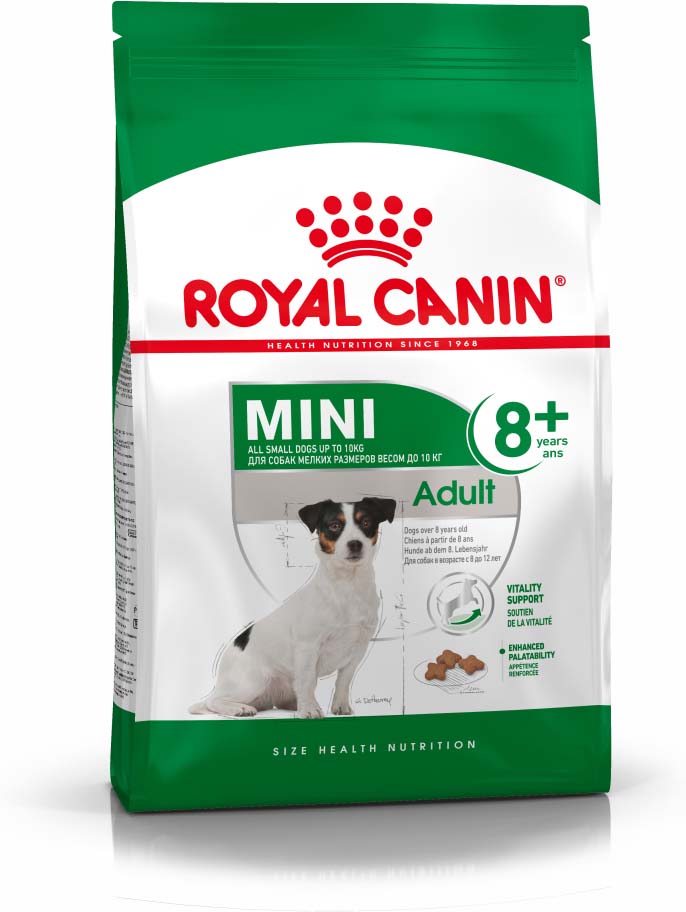 ROYAL CANIN®
HEALTH NUTRITION SINCE 1968
MINI
ALL SMALL DOGS UP TO 10KG
ДЛЯ СОБАК МЕЛКИХ РАЗМЕРОВ ВЕСОМ ДО 10 КГ
8+
years
ans
Adult
Dogs over 8 years old
Chiens à partir de 8 ans
Hunde ab dem 8. Lebensjahr
Для собак в возрасте с 8 до 12 лет
VITALITY
SUPPORT
SOUTIEN
DE LA VITALITÉ
ENHANCED
PALATABILITY
APPÉTENCE
RENFORCÉE
SIZE HEALTH NUTRITION